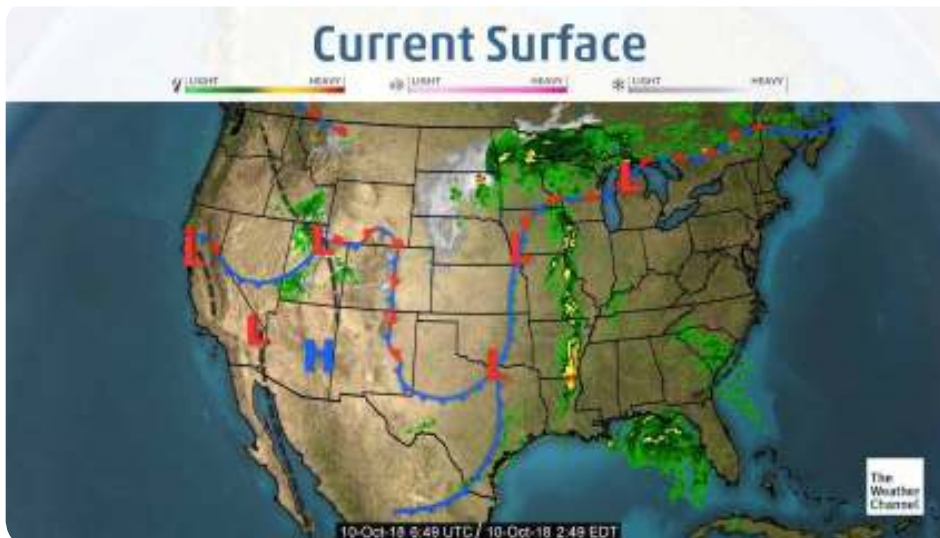 Current Surface
LIGHT HEAVY LIGHT HEAVY LIGHT HEAVY
L
L L L L
L H
L
The
Weather
Channel
10-Oct-18 6:49 UTC / 10-Oct-18 2:49 EDT